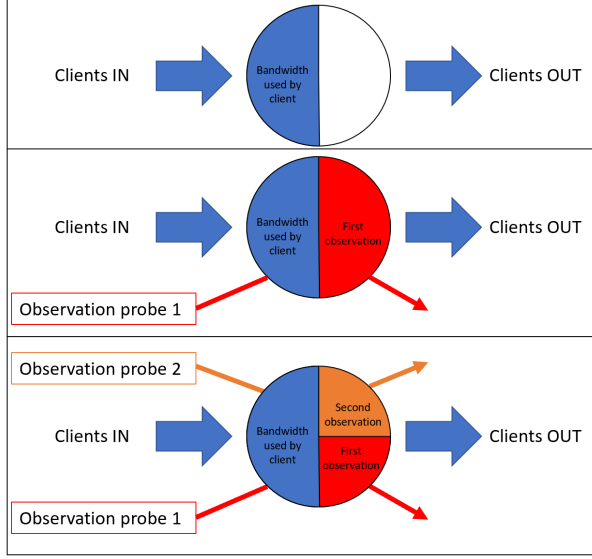 Clients IN
Bandwidth
used by
client
Clients OUT
Clients IN
Bandwidth
used by
client
First
observation
Clients OUT
Observation probe 1
Observation probe 2
Second
observation
Clients IN
Bandwidth
used by
client
Clients OUT
First
observation
Observation probe 1